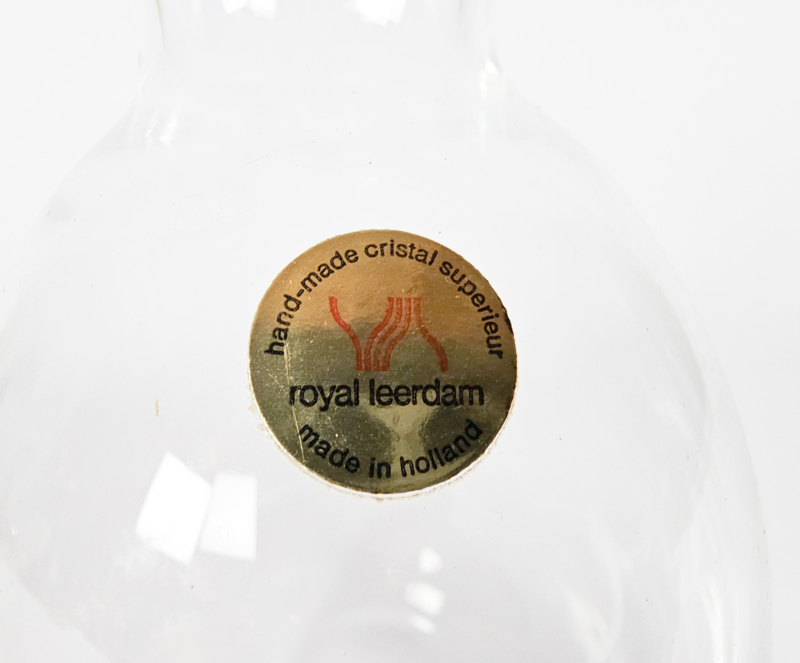 hand-made cristal superieur
royal leerdam
made in holland